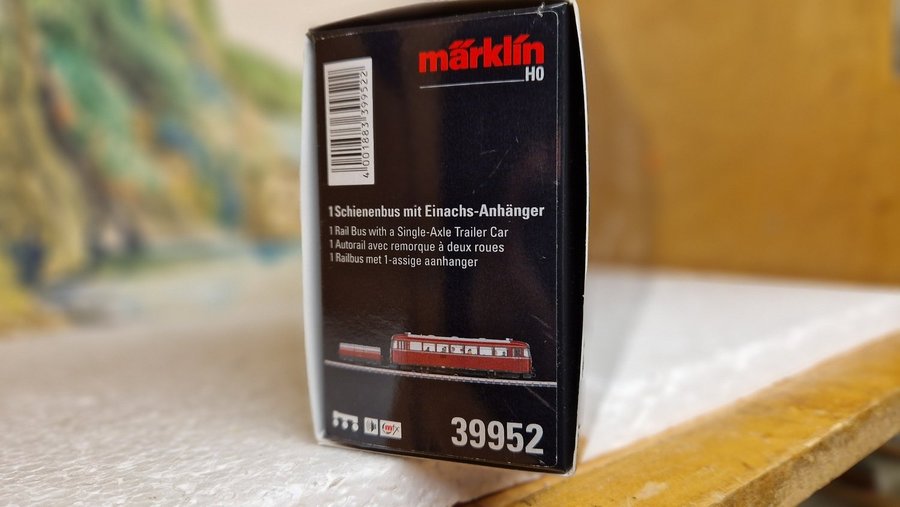 märklin
H0
4 001883 399522
1 Schienenbus mit Einachs-Anhänger
1 Rail Bus with a Single-Axle Trailer Car
1 Autorail avec remorque à deux roues
1 Railbus met 1-assige aanhanger
mfx
39952